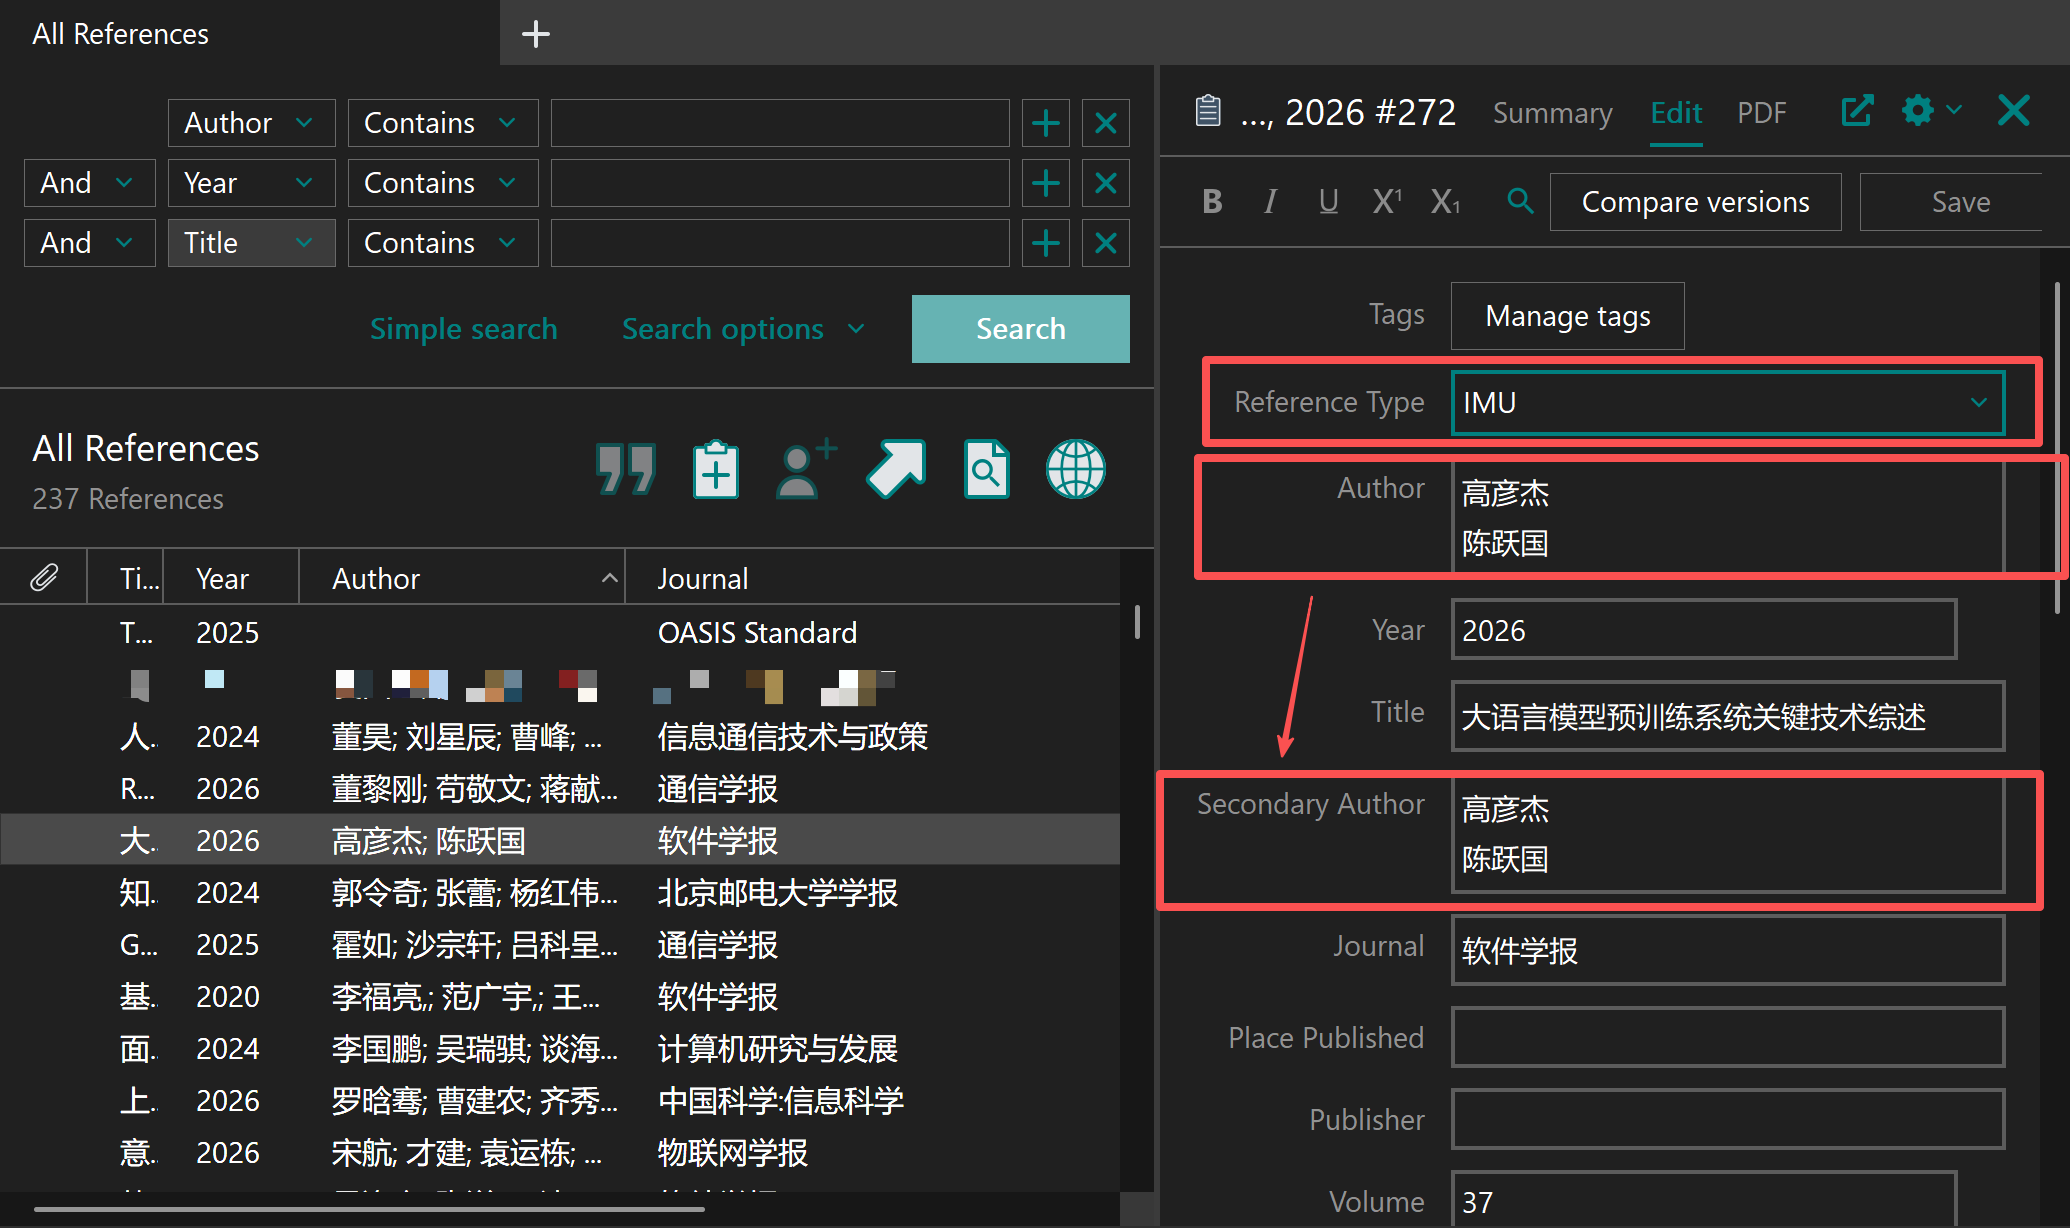 All References
Author Contains
And Year Contains
And Title Contains
Simple search Search options Search
All References
237 References
Ti... Year Author Journal
T... 2025 OASIS Standard
人. 2024 董昊; 刘星辰; 曹峰; ... 信息通信技术与政策
R... 2026 董黎刚; 苟敬文; 蒋献... 通信学报
大. 2026 高彦杰; 陈跃国 软件学报
知. 2024 郭令奇; 张蕾; 杨红伟... 北京邮电大学学报
G... 2025 霍如; 沙宗轩; 吕科呈... 通信学报
基. 2020 李福亮,; 范广宇,; 王... 软件学报
面. 2024 李国鹏; 吴瑞骐; 谈海... 计算机研究与发展
上. 2026 罗晗骞; 曹建农; 齐秀... 中国科学:信息科学
意. 2026 宋航; 才建; 袁运栋; ... 物联网学报
..., 2026 #272 Summary Edit PDF
B I U X¹ X₁ Compare versions Save
Tags Manage tags
Reference Type IMU
Author 高彦杰
陈跃国
Year 2026
Title 大语言模型预训练系统关键技术综述
Secondary Author 高彦杰
陈跃国
Journal 软件学报
Place Published
Publisher
Volume 37